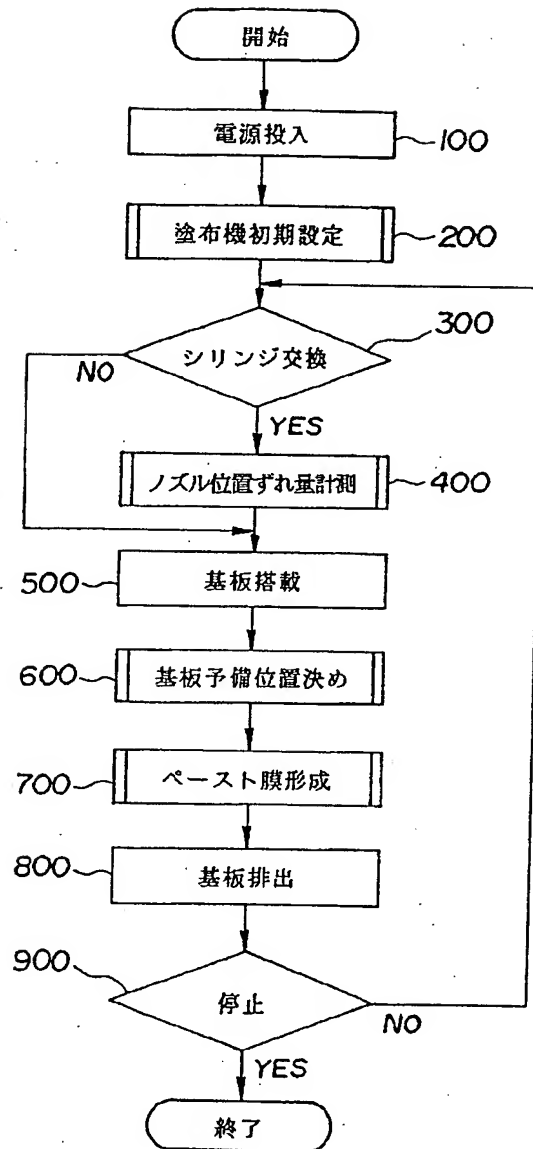 開始
電源投入 100
塗布機初期設定 200
シリンジ交換 300
NO
YES
ノズル位置ずれ量計測 400
500 基板搭載
600 基板予備位置決め
700 ペースト膜形成
800 基板排出
900 停止
NO
YES
終了